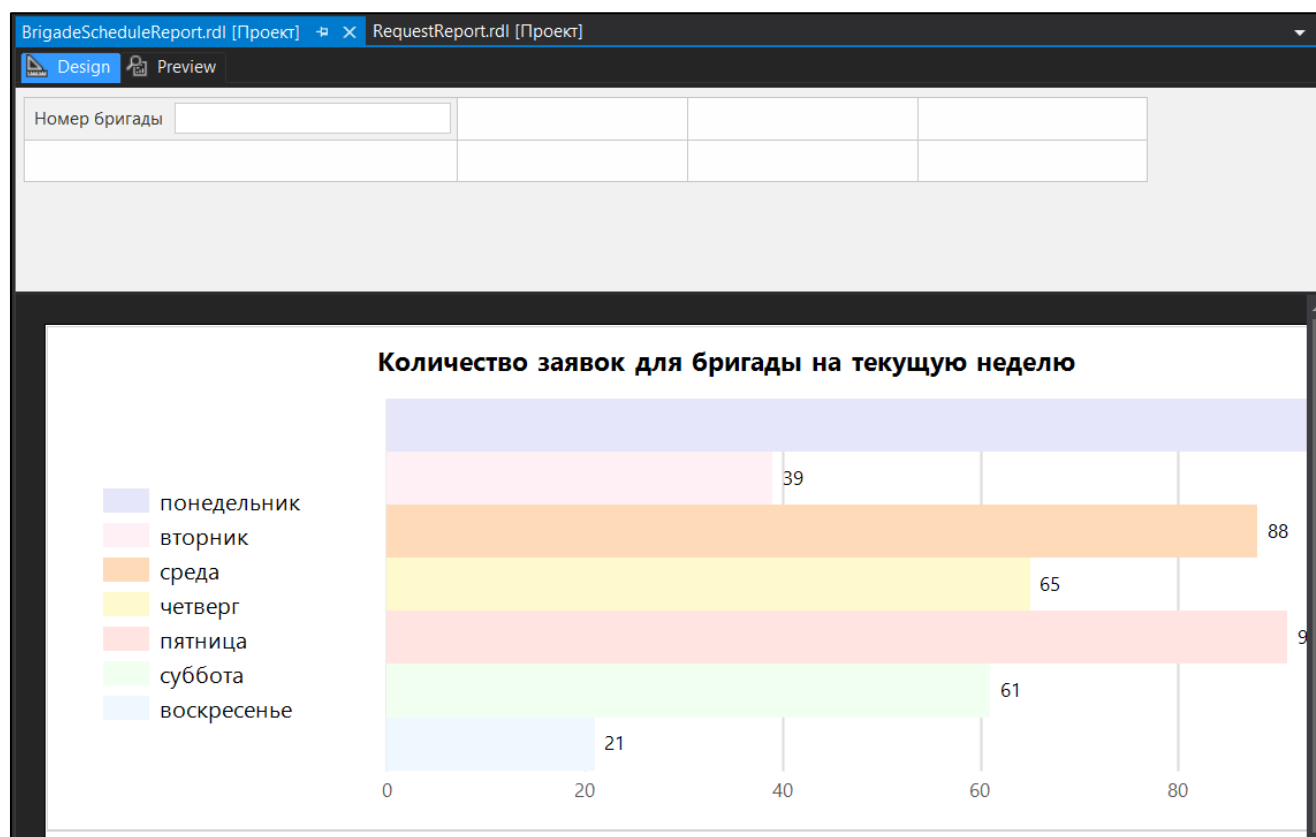 BrigadeScheduleReport.rdl [Проект] RequestReport.rdl [Проект]
Design Preview
Номер бригады
Количество заявок для бригады на текущую неделю
39
понедельник
88
вторник
среда
65
четверг
9
пятница
61
суббота
21
воскресенье
0 20 40 60 80